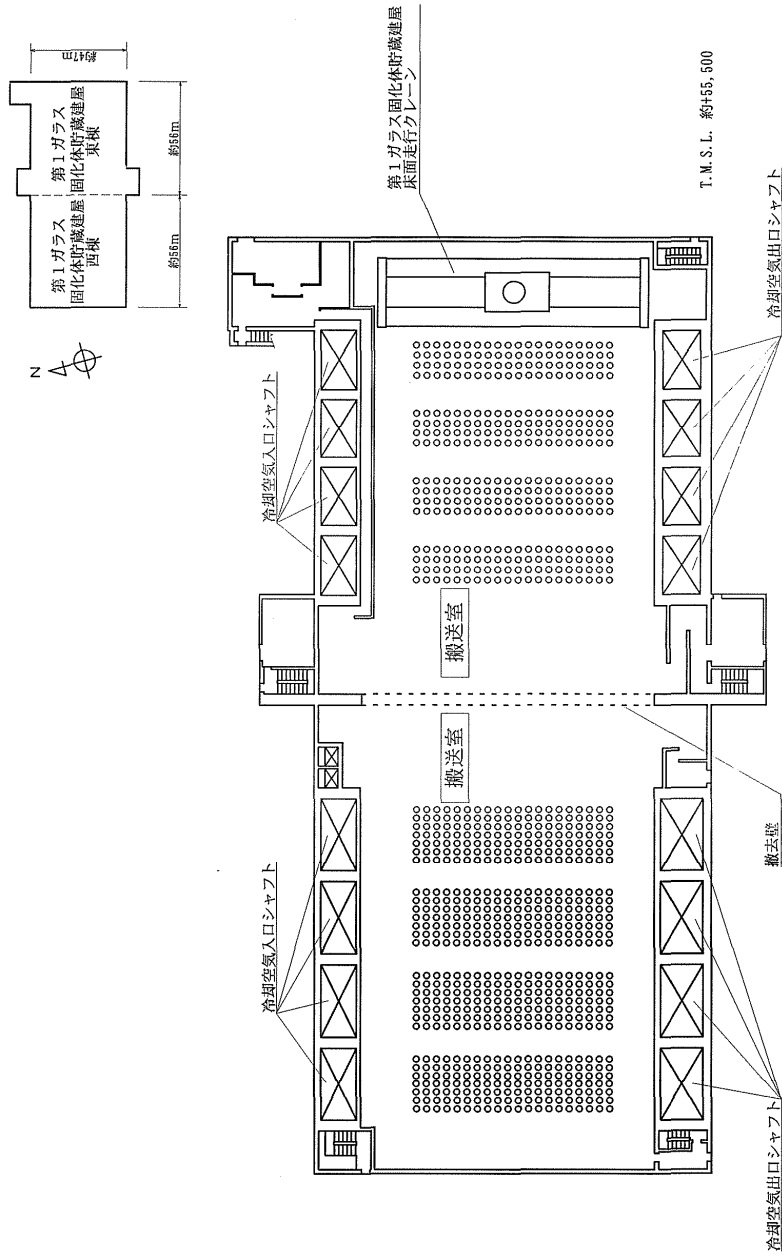 約47m
第1ガラス
固化体貯蔵建屋
西棟
第1ガラス
固化体貯蔵建屋
東棟
約56m
約56m
N
第1ガラス固化体貯蔵建屋
床面走行クレーン
T.M.S.L. 約+55,500
冷却空気入口シャフト
冷却空気入口シャフト
搬送室
搬送室
冷却空気出口シャフト
冷却空気出口シャフト
撤去壁